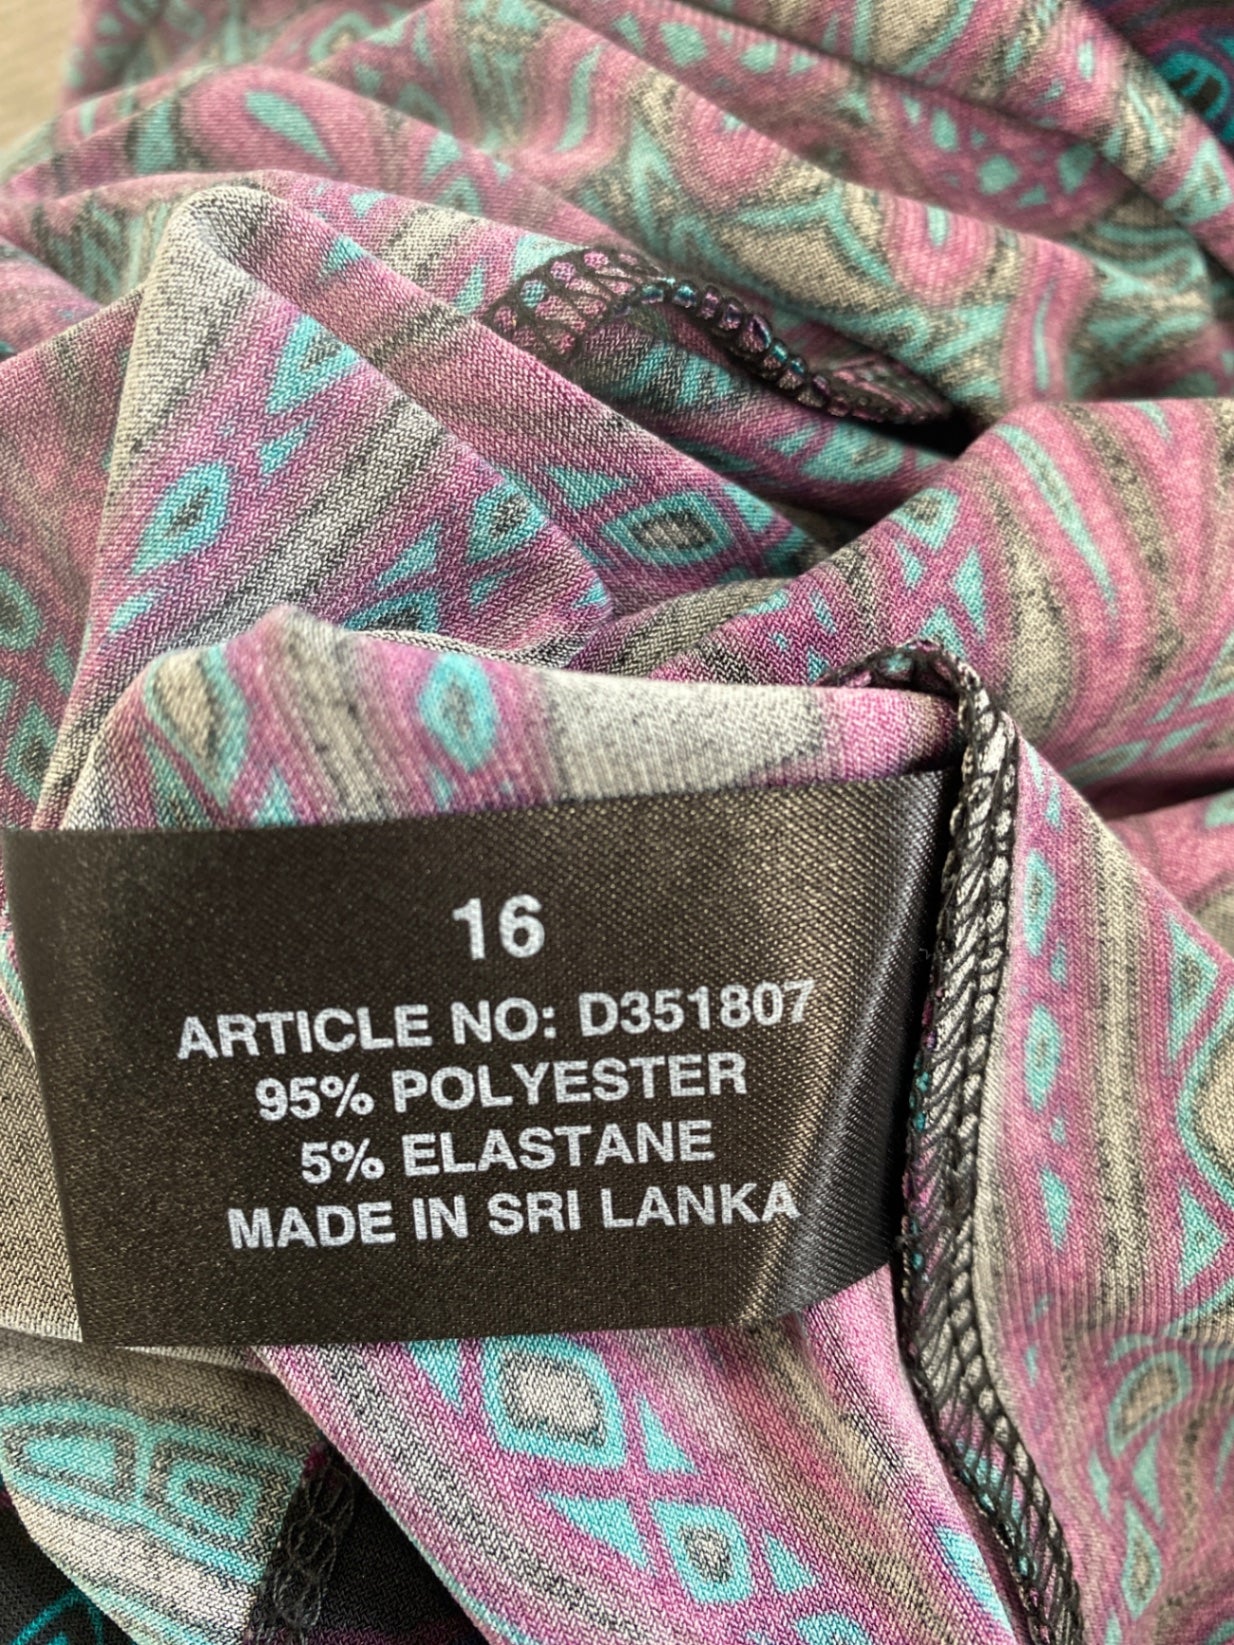 16
ARTICLE NO: D351807
95% POLYESTER
5% ELASTANE
MADE IN SRI LANKA